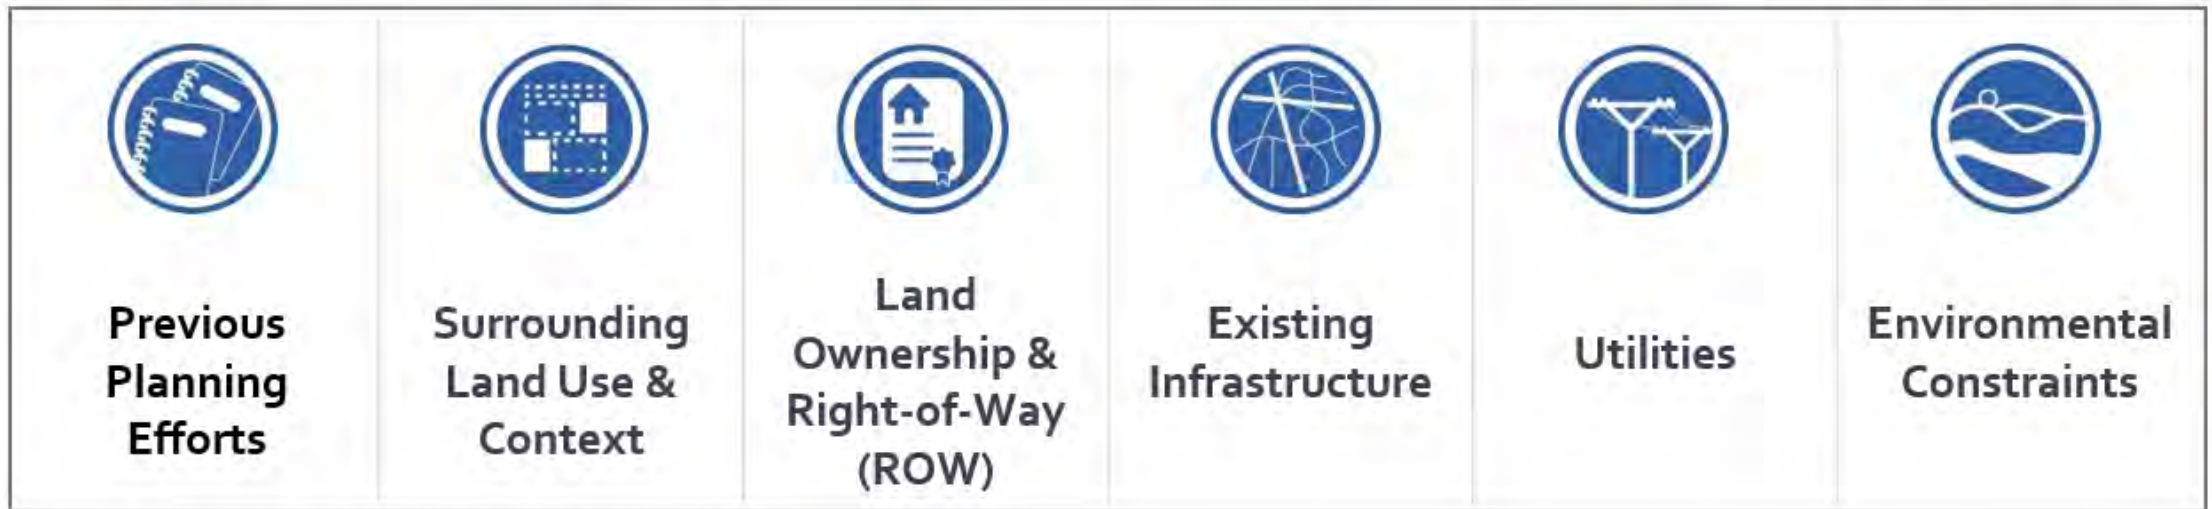 Previous
Planning
Efforts
Surrounding
Land Use &
Context
Land
Ownership &
Right-of-Way
(ROW)
Existing
Infrastructure
Utilities
Environmental
Constraints